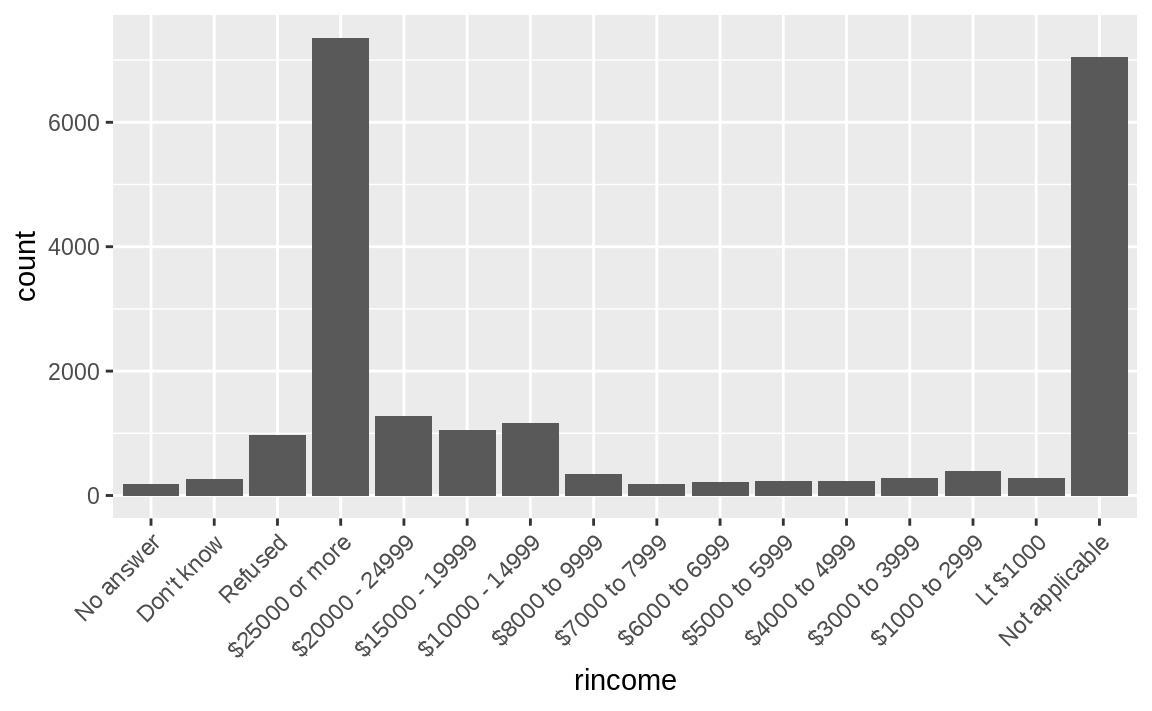 6000
4000
2000
0
count
No answer
Don't know
Refused
$25000 or more
$20000 - 24999
$15000 - 19999
$10000 - 14999
$8000 to 9999
$7000 to 7999
$6000 to 6999
$5000 to 5999
$4000 to 4999
$3000 to 3999
$1000 to 2999
Lt $1000
Not applicable
rincome